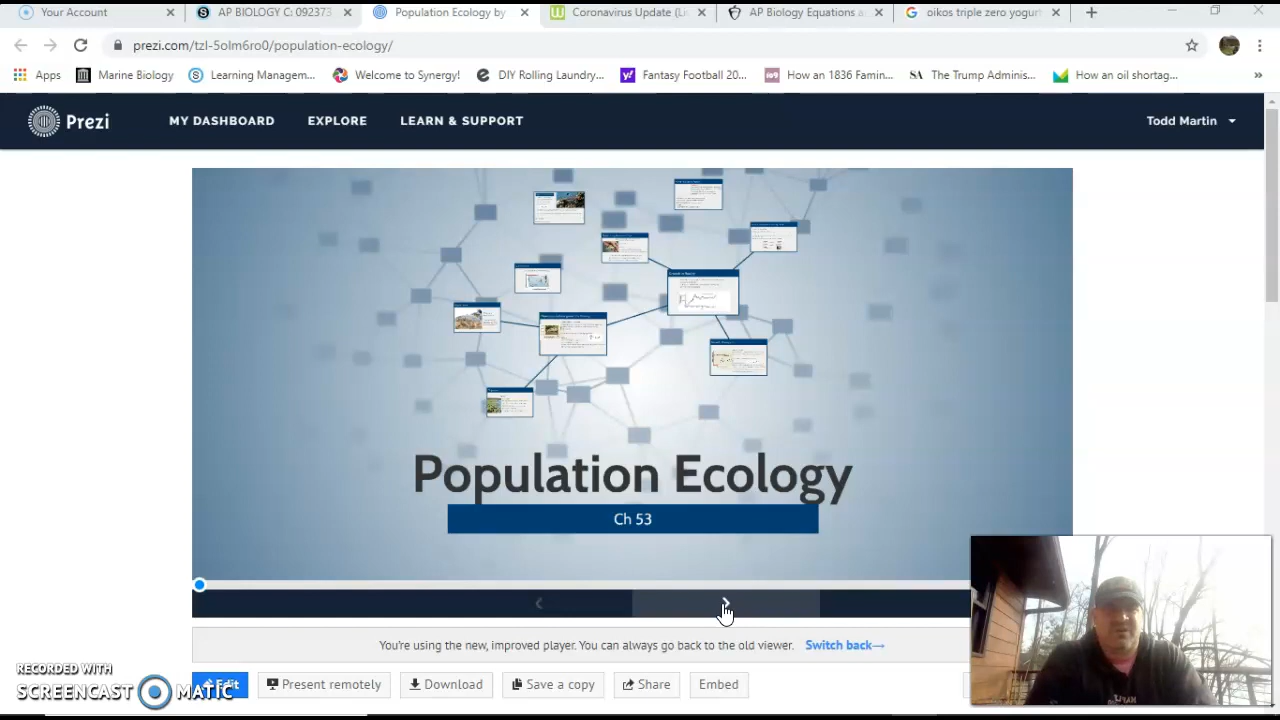 Your Account
AP BIOLOGY C: 092373
Population Ecology by
Coronavirus Update (Li
AP Biology Equations a
oikos triple zero yogurt
prezi.com/tzl-5olm6ro0/population-ecology/
Apps
Marine Biology
Learning Managem...
Welcome to Synergy!
DIY Rolling Laundry...
Fantasy Football 20...
How an 1836 Famin...
The Trump Adminis...
How an oil shortag...
Prezi
MY DASHBOARD
EXPLORE
LEARN & SUPPORT
Todd Martin
Population Ecology
Ch 53
You're using the new, improved player. You can always go back to the old viewer. Switch back→
Edit
Present remotely
Download
Save a copy
Share
Embed
RECORDED WITH
SCREENCAST MATIC